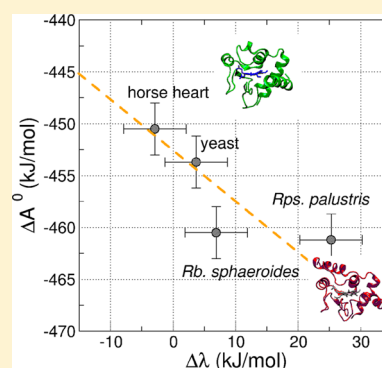 -440
-445
-450
-455
-460
-465
-470
ΔA⁰ (kJ/mol)
horse heart
yeast
Rps. palustris
Rb. sphaeroides
-10 0 10 20 30
Δλ (kJ/mol)